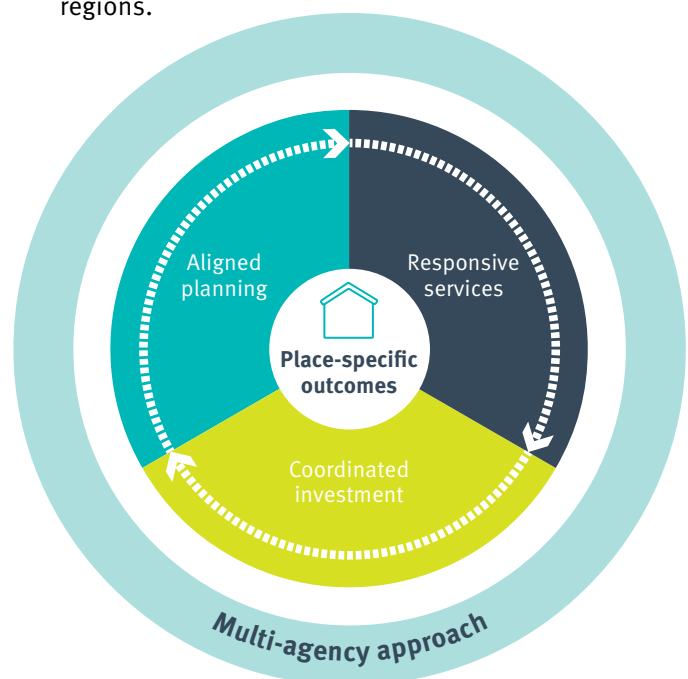 regions.
Aligned
planning
Responsive
services
Place-specific
outcomes
Coordinated
investment
Multi-agency approach